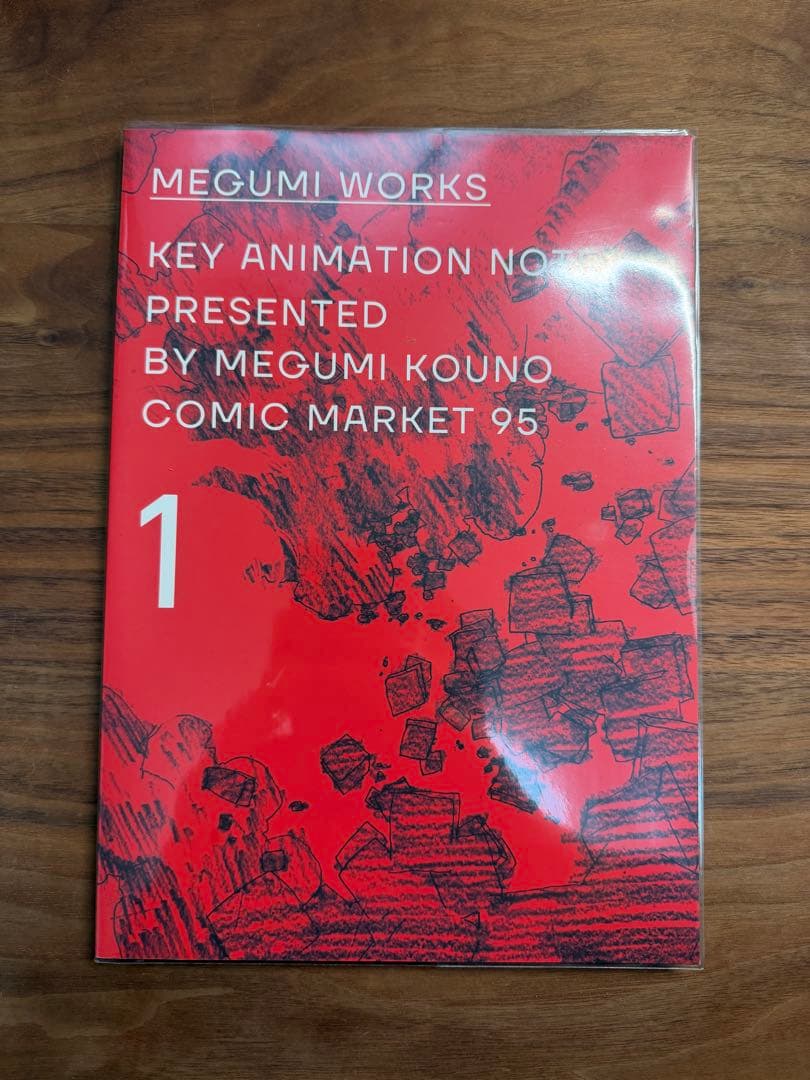 MEGUMI WORKS
KEY ANIMATION
PRESENTED
BY MEGUMI KOUNO
COMIC MARKET 95
1